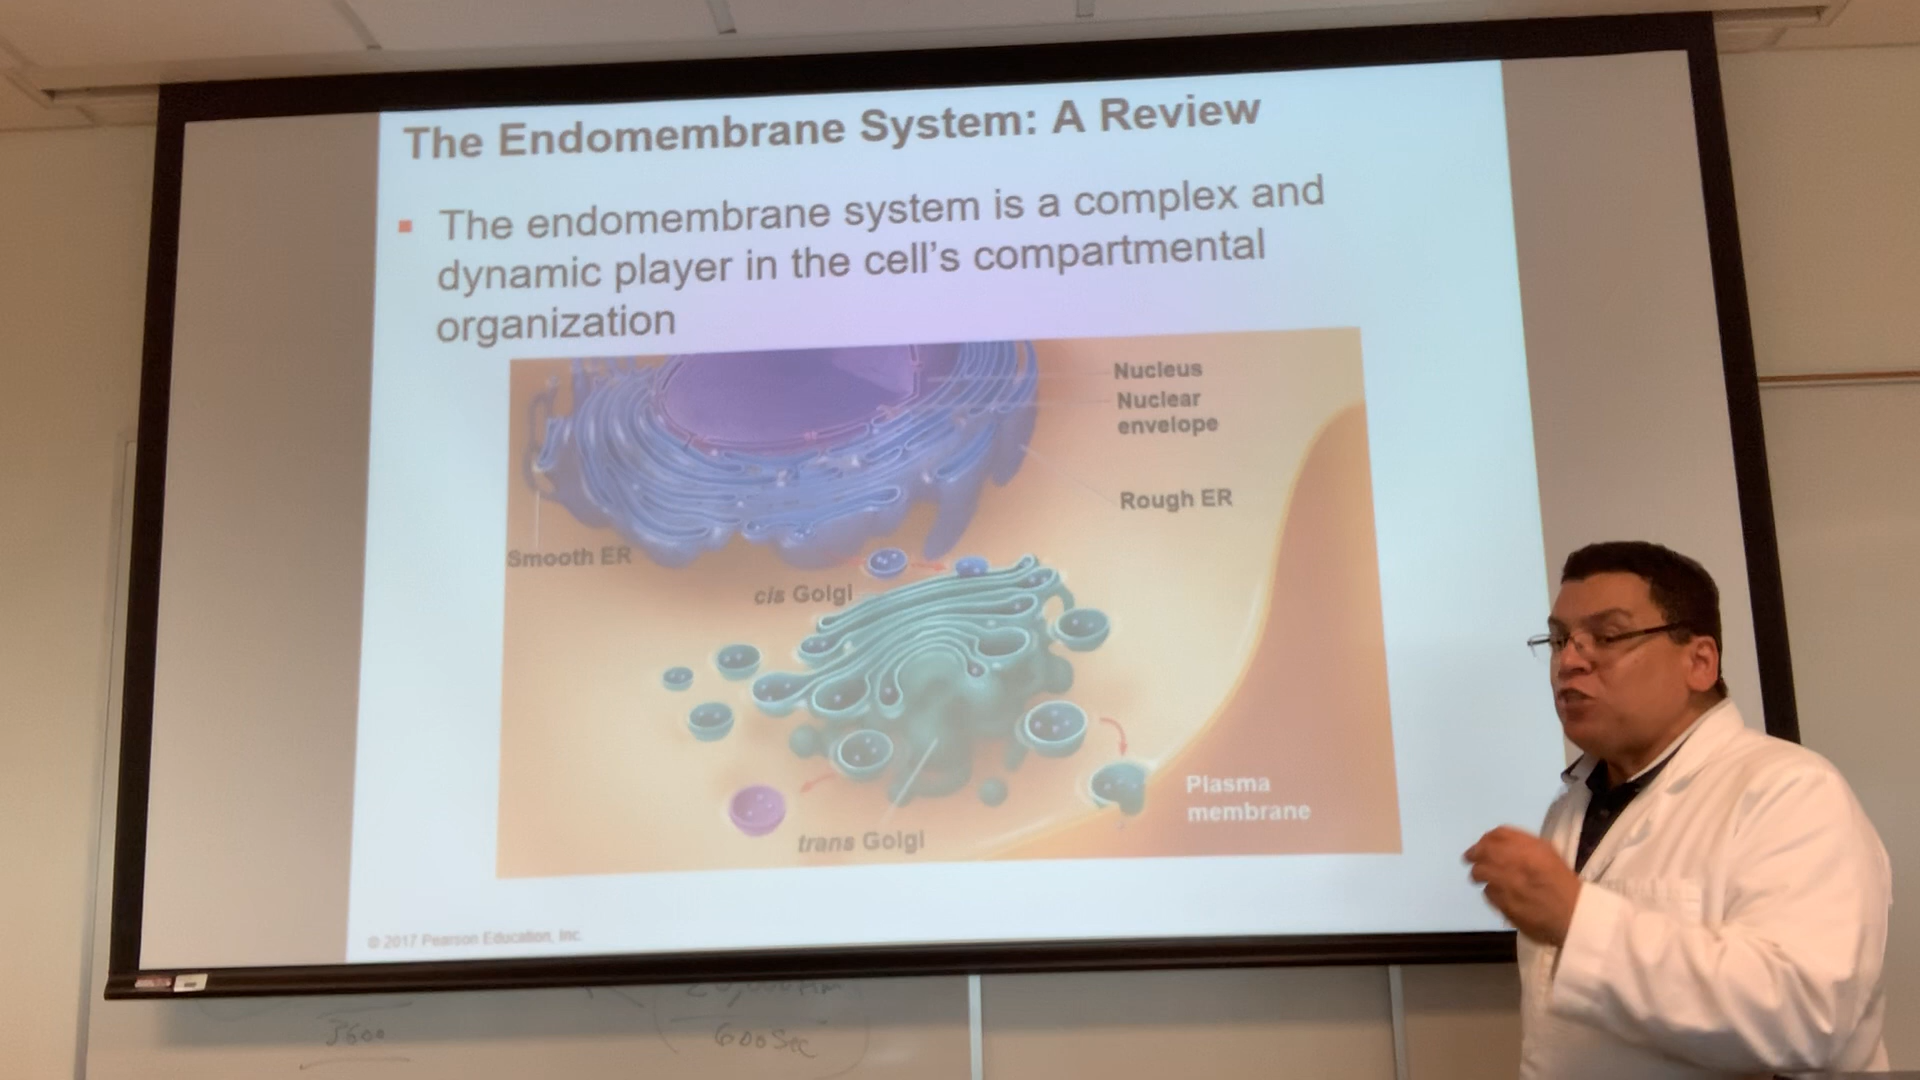 The Endomembrane System: A Review
The endomembrane system is a complex and
dynamic player in the cell's compartmental
organization
Nucleus
Nuclear
envelope
Rough ER
Smooth ER
cis Golgi
Plasma
membrane
trans Golgi
© 2017 Pearson Education, Inc.
3600
600 Sec